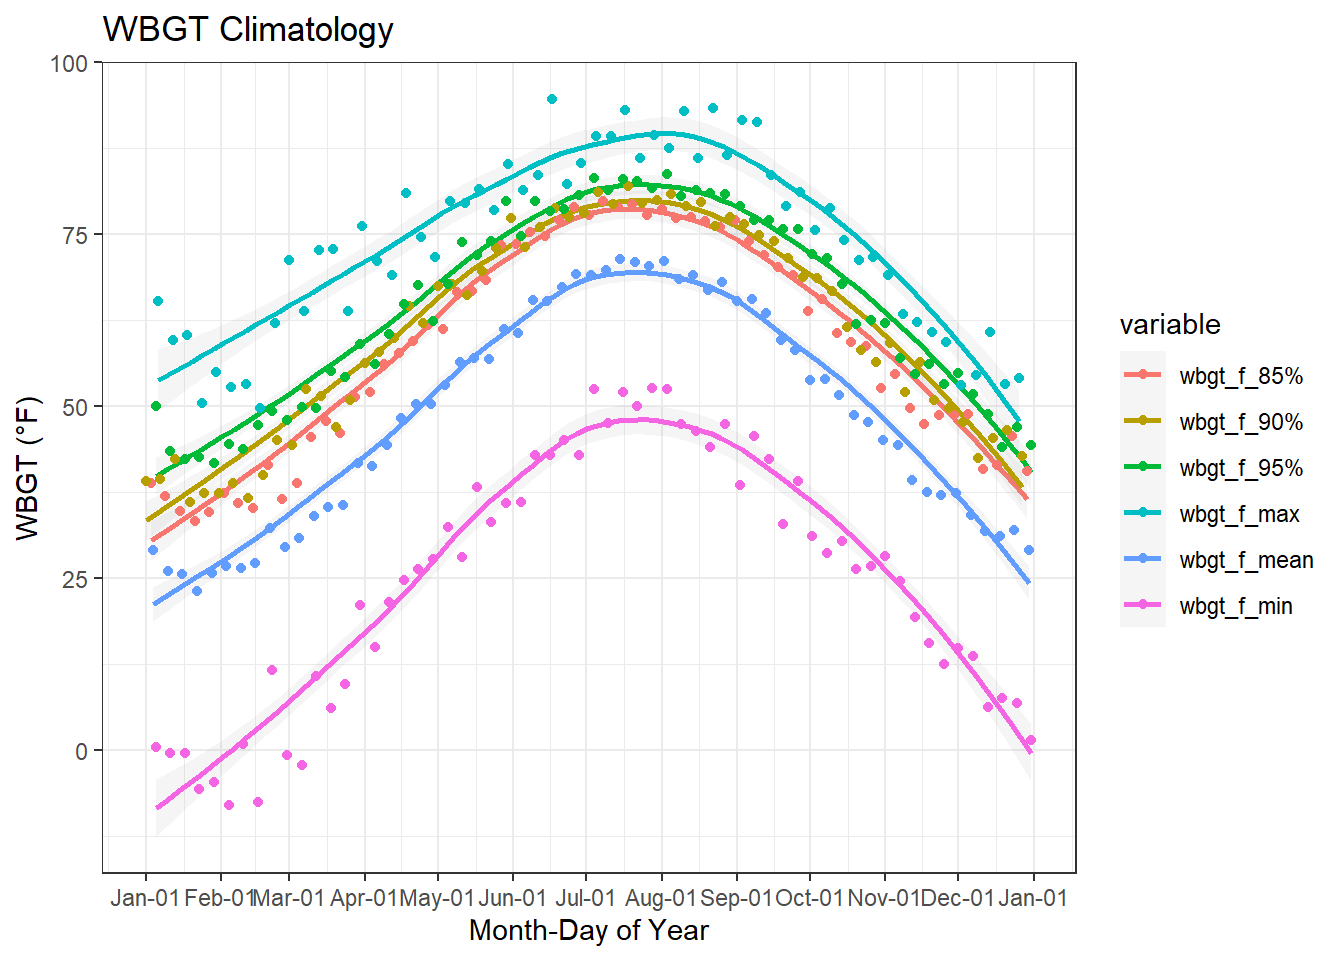 WBGT Climatology
100
75
50
25
0
WBGT (°F)
Jan-01 Feb-01 Mar-01 Apr-01 May-01 Jun-01 Jul-01 Aug-01 Sep-01 Oct-01 Nov-01 Dec-01 Jan-01
Month-Day of Year
variable
wbgt_f_85%
wbgt_f_90%
wbgt_f_95%
wbgt_f_max
wbgt_f_mean
wbgt_f_min